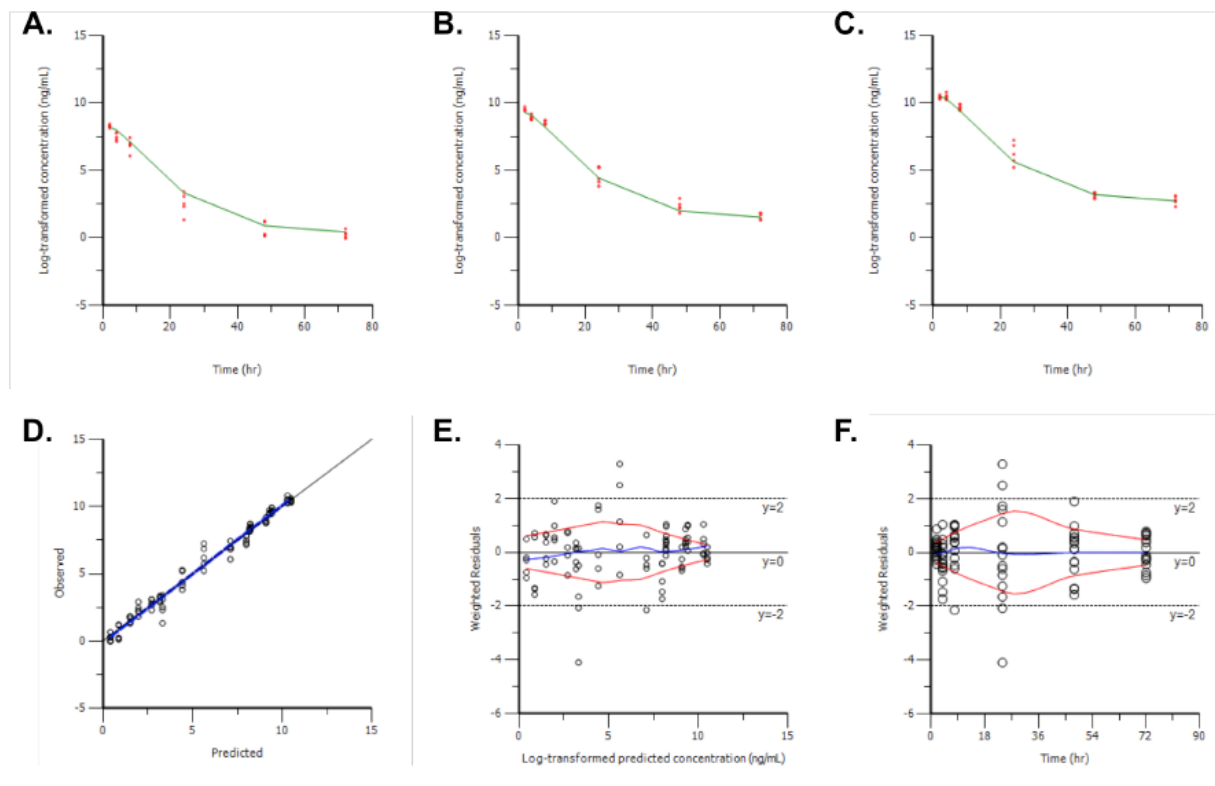 A.
Log-transformed concentration (ng/mL)
15
10
5
0
-5
0 20 40 60 80
Time (hr)
B.
Log-transformed concentration (ng/mL)
15
10
5
0
-5
0 20 40 60 80
Time (hr)
C.
Log-transformed concentration (ng/mL)
15
10
5
0
-5
0 20 40 60 80
Time (hr)
D.
Observed
15
10
5
0
-5
0 5 10 15
Predicted
E.
Weighted Residuals
4
2
0
-2
-4
-6
y=2
y=0
y=-2
0 5 10 15
Log-transformed predicted concentration (ng/mL)
F.
Weighted Residuals
4
2
0
-2
-4
-6
y=2
y=0
y=-2
0 18 36 54 72 90
Time (hr)